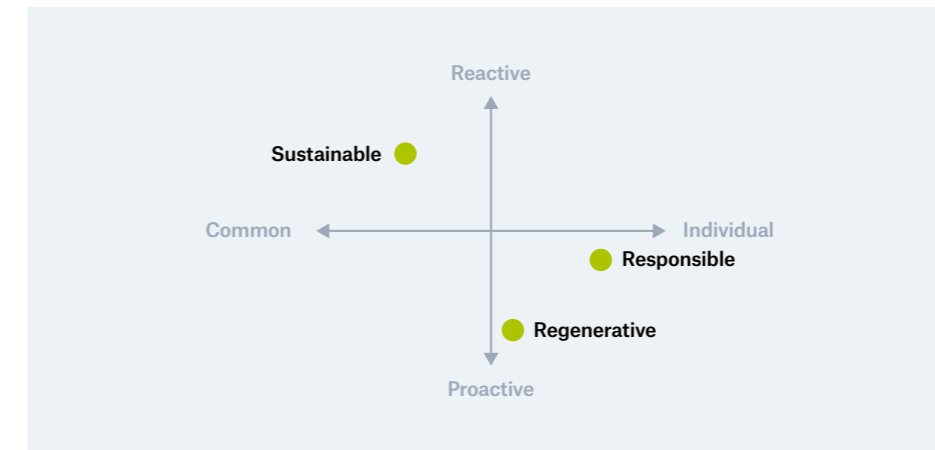 Reactive
Sustainable
Common
Individual
Responsible
Regenerative
Proactive